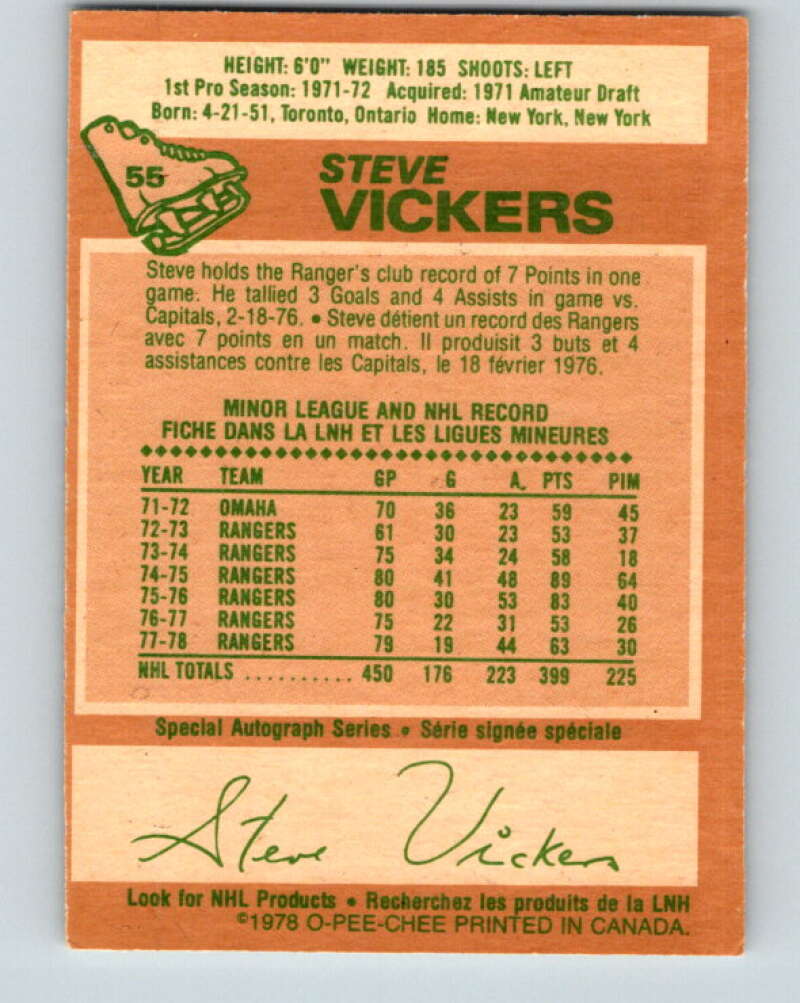 HEIGHT: 6'0" WEIGHT: 185 SHOOTS: LEFT
1st Pro Season: 1971-72 Acquired: 1971 Amateur Draft
Born: 4-21-51, Toronto, Ontario Home: New York, New York
55
STEVE
VICKERS
Steve holds the Ranger's club record of 7 Points in one
game. He tallied 3 Goals and 4 Assists in game vs.
Capitals, 2-18-76. • Steve détient un record des Rangers
avec 7 points en un match. Il produisit 3 buts et 4
assistances contre les Capitals, le 18 février 1976.
MINOR LEAGUE AND NHL RECORD
FICHE DANS LA LNH ET LES LIGUES MINEURES
YEAR TEAM GP G A PTS PIM
71-72 OMAHA 70 36 23 59 45
72-73 RANGERS 61 30 23 53 37
73-74 RANGERS 75 34 24 58 18
74-75 RANGERS 80 41 48 89 64
75-76 RANGERS 80 30 53 83 40
76-77 RANGERS 75 22 31 53 26
77-78 RANGERS 79 19 44 63 30
NHL TOTALS .......... 450 176 223 399 225
Special Autograph Series • Série signée spéciale
Steve Vickers
Look for NHL Products • Recherchez les produits de la LNH
©1978 O-PEE-CHEE PRINTED IN CANADA.